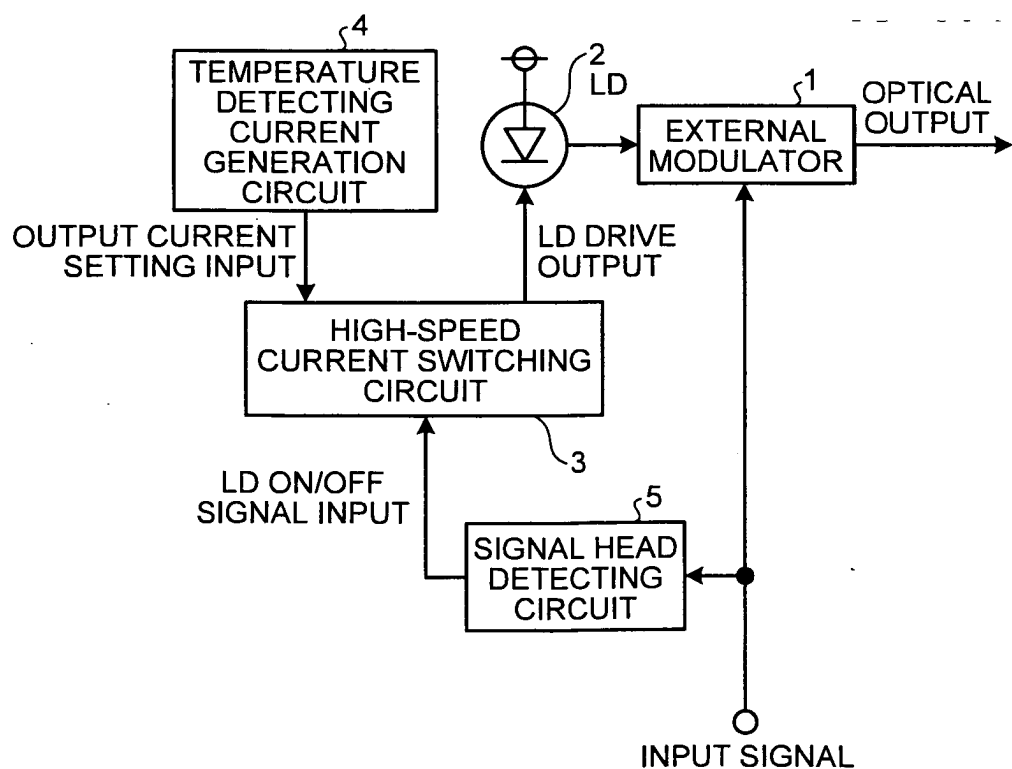 4
TEMPERATURE
DETECTING
CURRENT
GENERATION
CIRCUIT
2
LD
1
EXTERNAL
MODULATOR
OPTICAL
OUTPUT
OUTPUT CURRENT
SETTING INPUT
LD DRIVE
OUTPUT
HIGH-SPEED
CURRENT SWITCHING
CIRCUIT
3
LD ON/OFF
SIGNAL INPUT
5
SIGNAL HEAD
DETECTING
CIRCUIT
INPUT SIGNAL